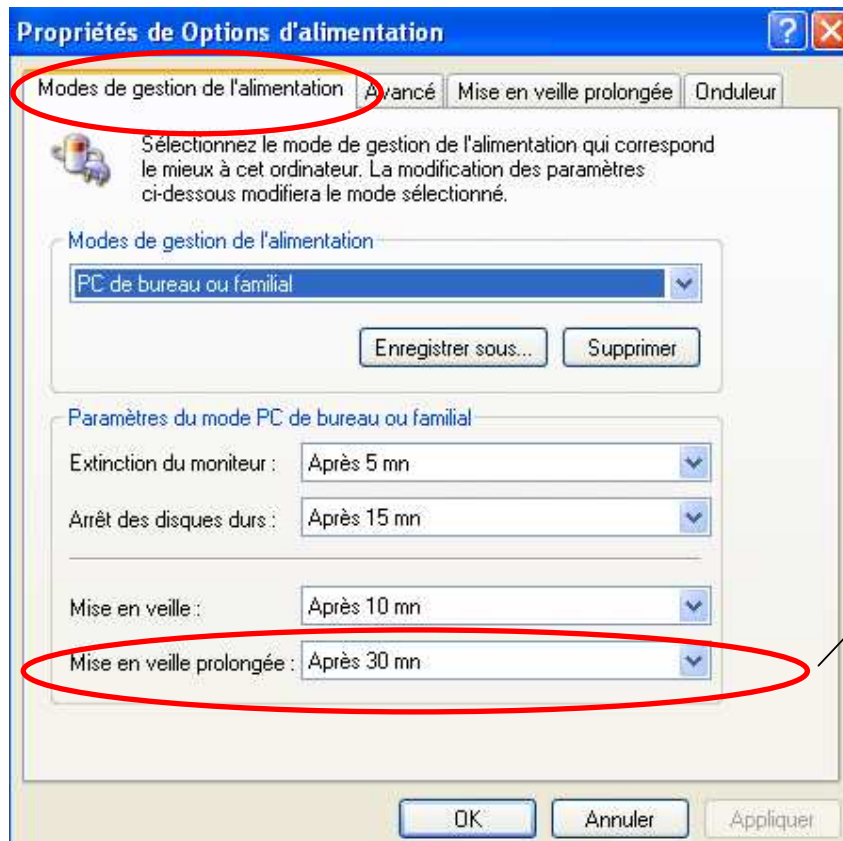 Propriétés de Options d'alimentation
Modes de gestion de l'alimentation Avancé Mise en veille prolongée Onduleur
Sélectionnez le mode de gestion de l'alimentation qui correspond
le mieux à cet ordinateur. La modification des paramètres
ci-dessous modifiera le mode sélectionné.
Modes de gestion de l'alimentation
PC de bureau ou familial
Enregistrer sous... Supprimer
Paramètres du mode PC de bureau ou familial
Extinction du moniteur : Après 5 mn
Arrêt des disques durs : Après 15 mn
Mise en veille : Après 10 mn
Mise en veille prolongée : Après 30 mn
OK Annuler Appliquer